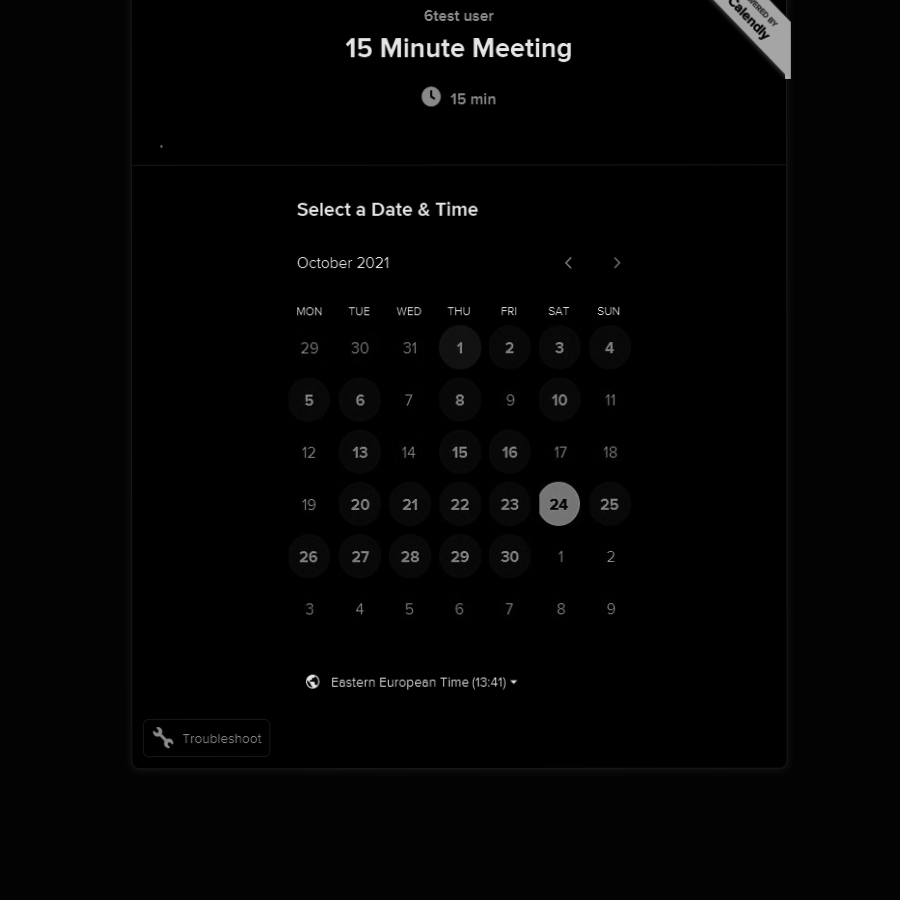 6test user
15 Minute Meeting
15 min
.
Calendly
Select a Date & Time
October 2021
MON TUE WED THU FRI SAT SUN
29 30 31 1 2 3 4
5 6 7 8 9 10 11
12 13 14 15 16 17 18
19 20 21 22 23 24 25
26 27 28 29 30 1 2
3 4 5 6 7 8 9
Eastern European Time (13:41)
Troubleshoot